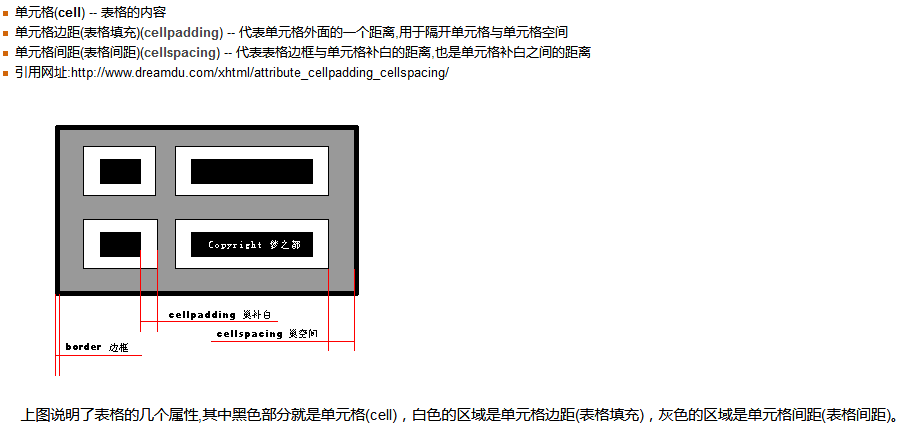 单元格(cell) -- 表格的内容
单元格边距(表格填充)(cellpadding) -- 代表单元格外面的一个距离,用于隔开单元格与单元格空间
单元格间距(表格间距)(cellspacing) -- 代表表格边框与单元格补白的距离,也是单元格补白之间的距离
引用网址:http://www.dreamdu.com/xhtml/attribute_cellpadding_cellspacing/
Copyright 梦之都
cellpadding 巢补白
cellspacing 巢空间
border 边框
上图说明了表格的几个属性,其中黑色部分就是单元格(cell)，白色的区域是单元格边距(表格填充)，灰色的区域是单元格间距(表格间距)。